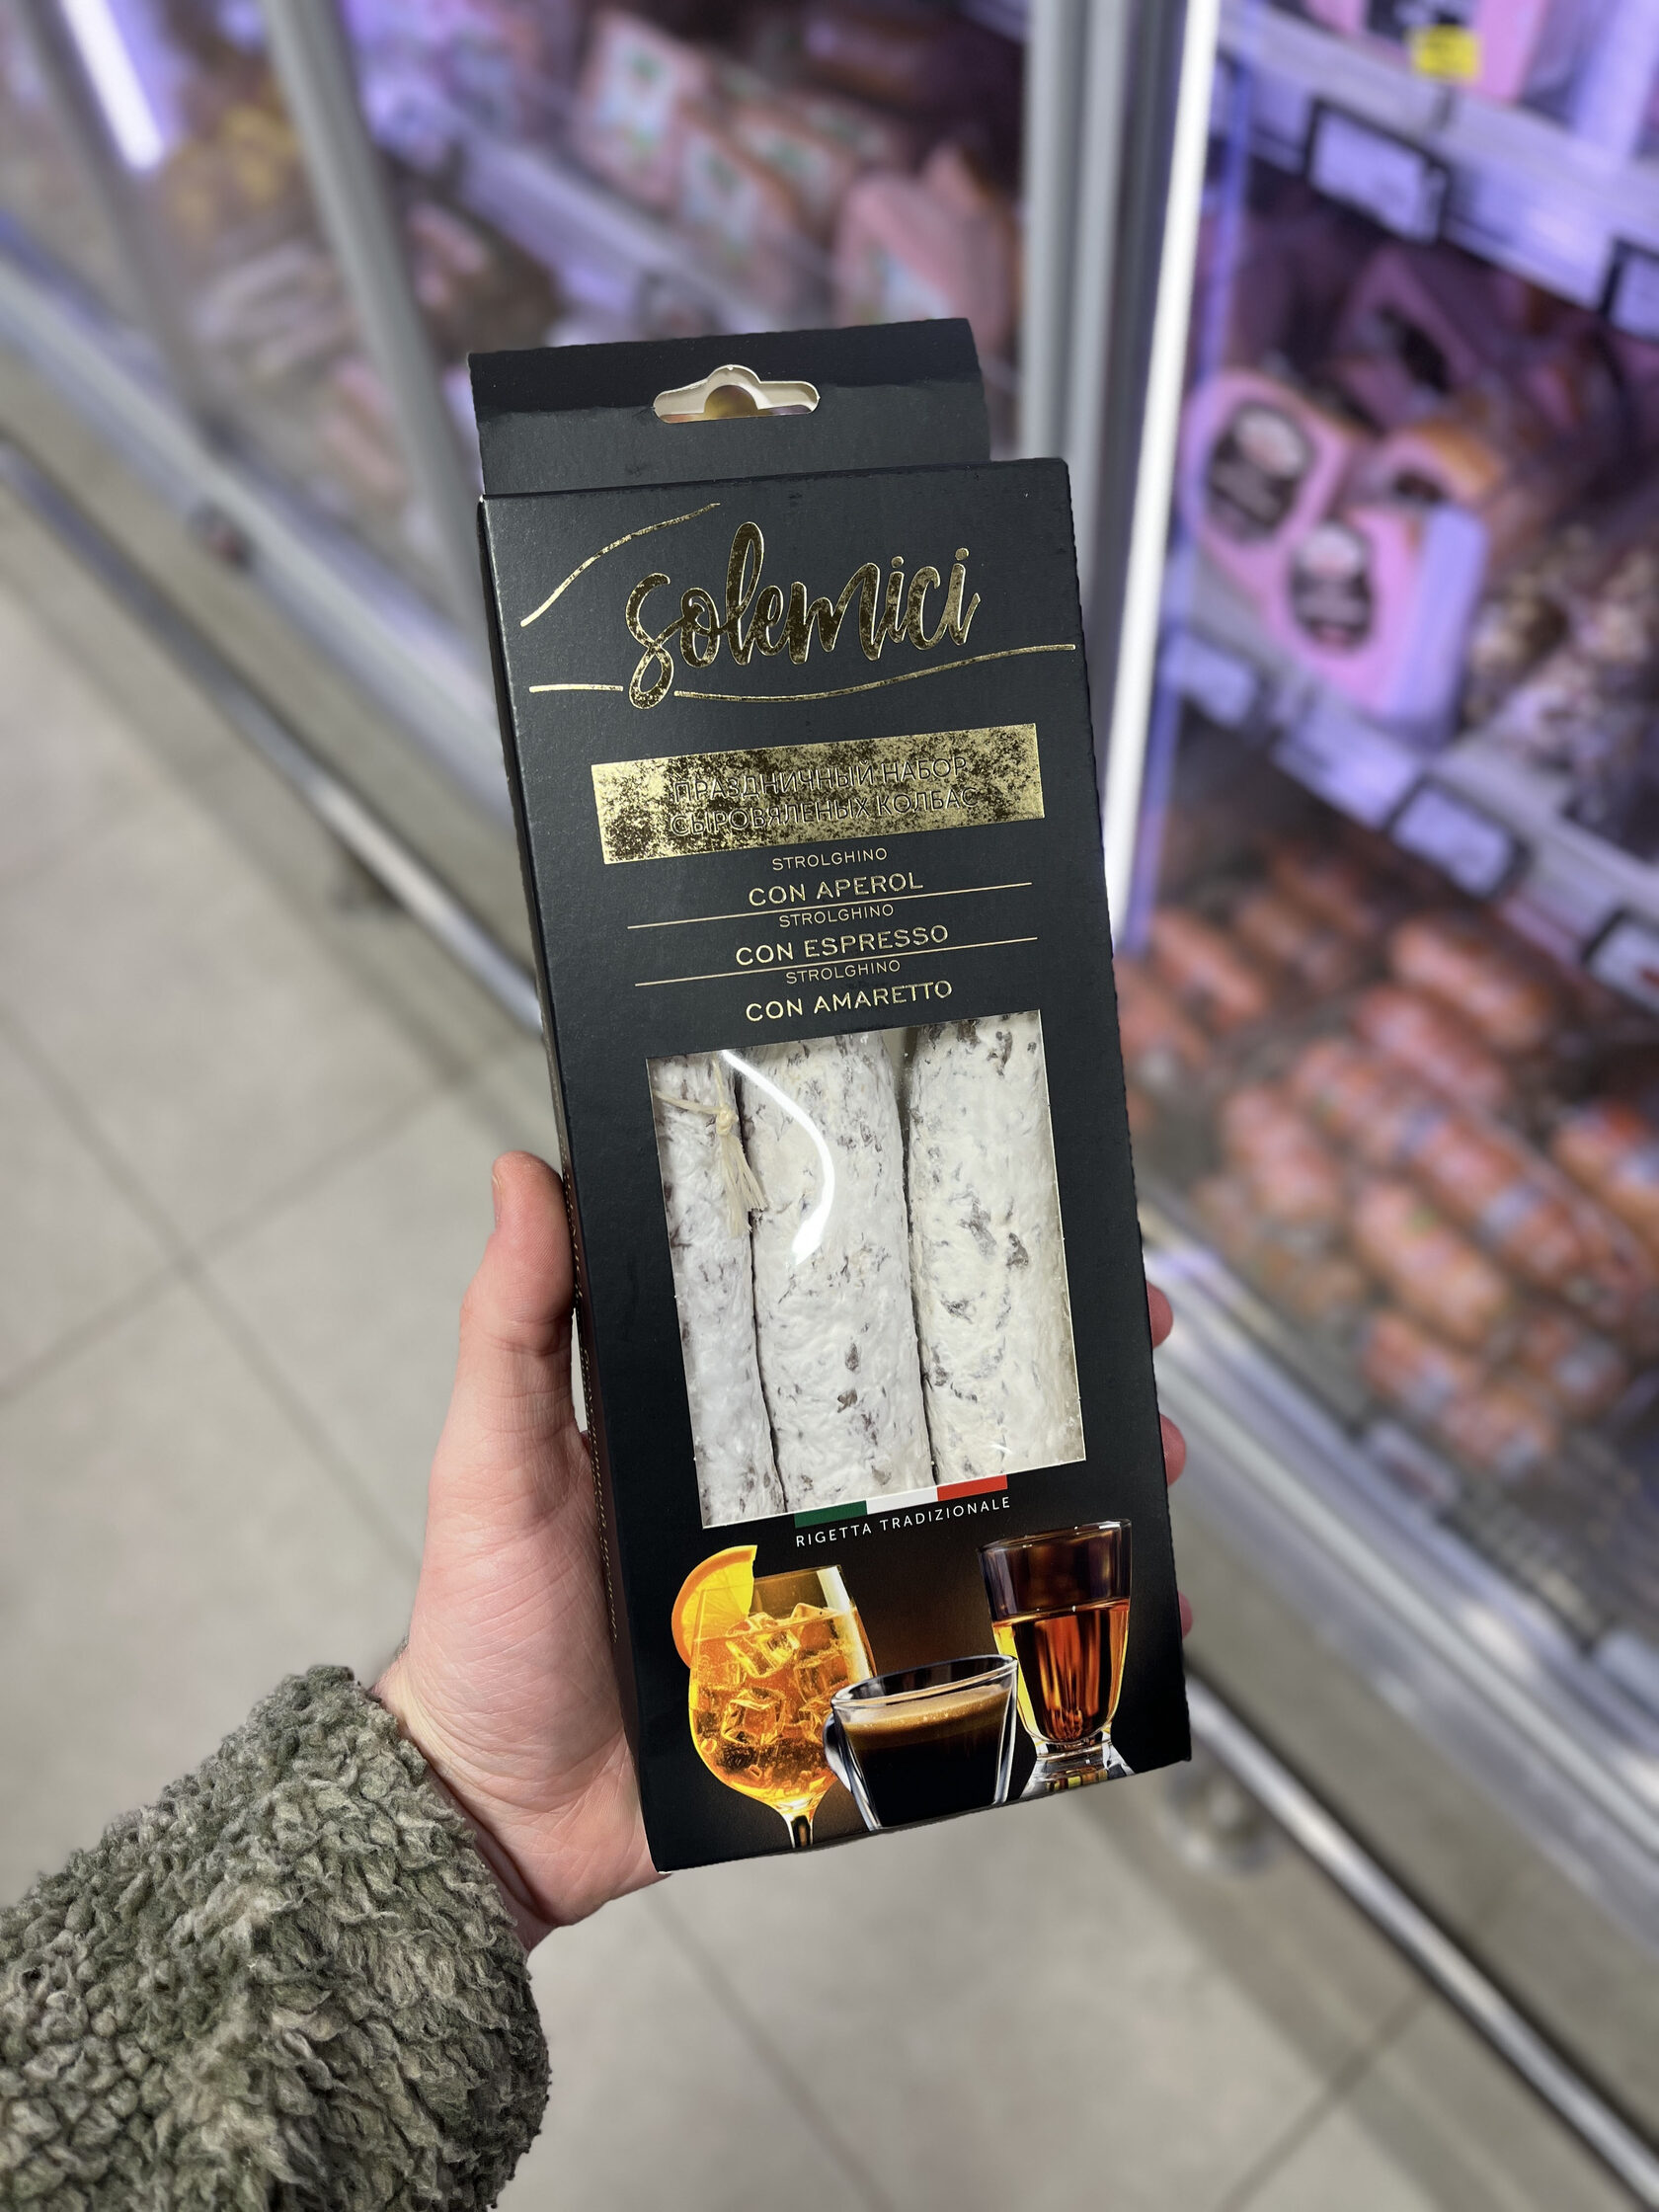 solemici
ПРАЗДНИЧНЫЙ НАБОР
СЫРОВЯЛЕНЫХ КОЛБАС
STROLGHINO
CON APEROL
STROLGHINO
CON ESPRESSO
STROLGHINO
CON AMARETTO
RIGETTA TRADIZIONALE